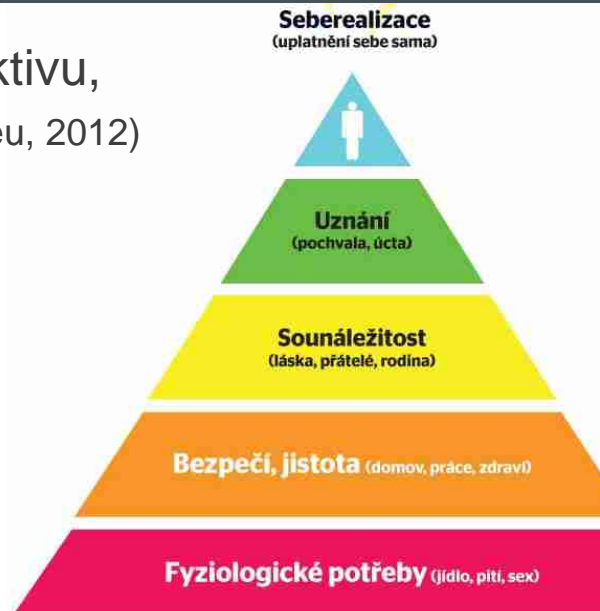 Seberealizace
(uplatnění sebe sama)
ktivu,
eu, 2012)
Uznání
(pochvala, úcta)
Sounáležitost
(láska, přátelé, rodina)
Bezpečí, jistota (domov, práce, zdraví)
Fyziologické potřeby (jídlo, pití, sex)